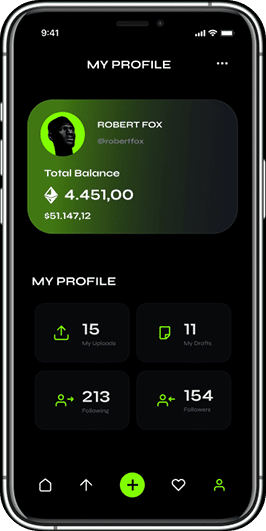 9:41
MY PROFILE
ROBERT FOX
@robertfox
Total Balance
4.451,00
$51.147,12
MY PROFILE
15
My Uploads
11
My Drafts
213
Following
154
Followers